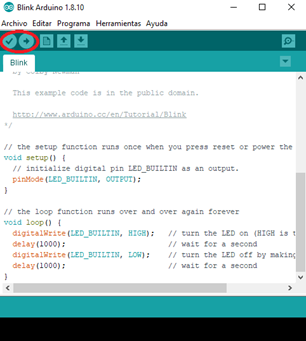 Blink Arduino 1.8.10
Archivo Editar Programa Herramientas Ayuda
Blink
This example code is in the public domain.
http://www.arduino.cc/en/Tutorial/Blink
*/
// the setup function runs once when you press reset or power the
void setup() {
// initialize digital pin LED_BUILTIN as an output.
pinMode(LED_BUILTIN, OUTPUT);
}
// the loop function runs over and over again forever
void loop() {
digitalWrite(LED_BUILTIN, HIGH); // turn the LED on (HIGH is t
delay(1000); // wait for a second
digitalWrite(LED_BUILTIN, LOW); // turn the LED off by making
delay(1000); // wait for a second
}